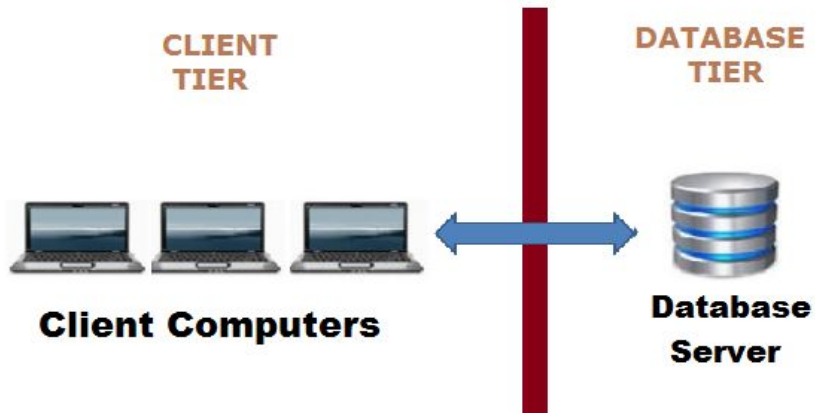 CLIENT
TIER
DATABASE
TIER
Client Computers
Database
Server